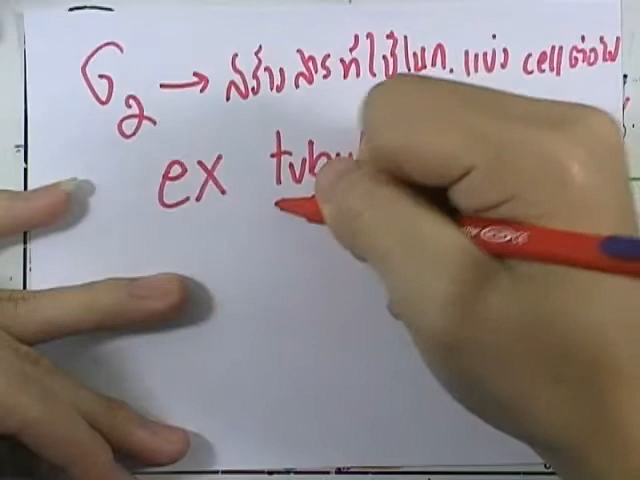 G₂ → สร้างสารที่ใช้ในก. แบ่ง cell ต่อไป
ex tubu